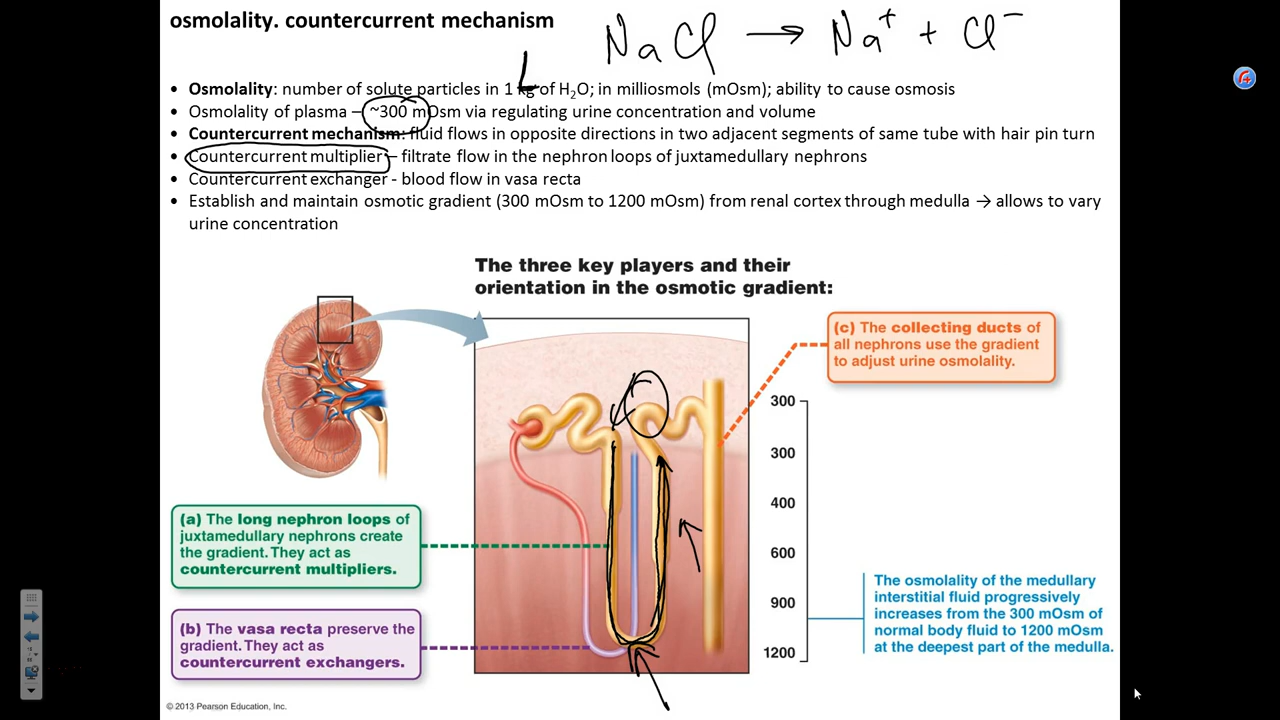 osmolality. countercurrent mechanism
NaCl → Na⁺ + Cl⁻
L
• Osmolality: number of solute particles in 1 kg of H₂O; in milliosmols (mOsm); ability to cause osmosis
• Osmolality of plasma – ~300 mOsm via regulating urine concentration and volume
• Countercurrent mechanism: fluid flows in opposite directions in two adjacent segments of same tube with hair pin turn
• Countercurrent multiplier – filtrate flow in the nephron loops of juxtamedullary nephrons
• Countercurrent exchanger - blood flow in vasa recta
• Establish and maintain osmotic gradient (300 mOsm to 1200 mOsm) from renal cortex through medulla → allows to vary
urine concentration
The three key players and their
orientation in the osmotic gradient:
(c) The collecting ducts of
all nephrons use the gradient
to adjust urine osmolality.
300
300
400
600
900
1200
(a) The long nephron loops of
juxtamedullary nephrons create
the gradient. They act as
countercurrent multipliers.
(b) The vasa recta preserve the
gradient. They act as
countercurrent exchangers.
The osmolality of the medullary
interstitial fluid progressively
increases from the 300 mOsm of
normal body fluid to 1200 mOsm
at the deepest part of the medulla.
© 2013 Pearson Education, Inc.